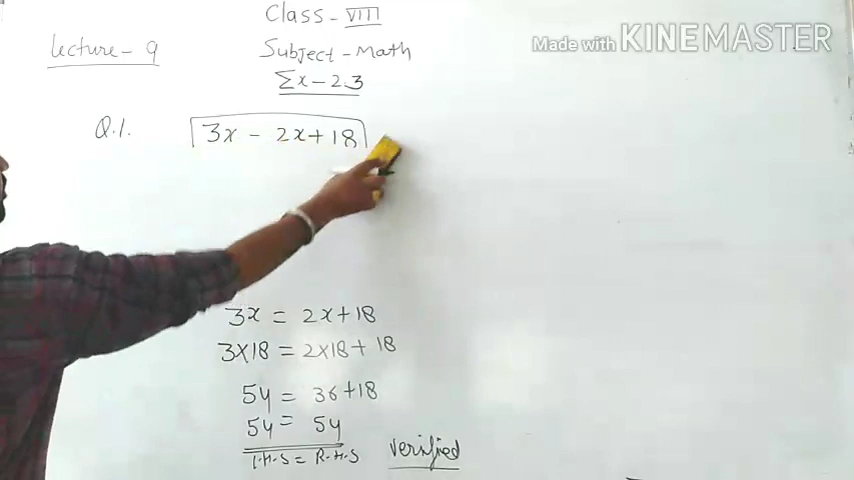 Class - VIII
Lecture - 9
Subject - Math
Made with KINEMASTER
Σx - 2.3
Q.1. 3x - 2x + 18
3x = 2x + 18
3x18 = 2x18 + 18
54 = 36 + 18
54 = 54
L.H.S = R.H.S verified